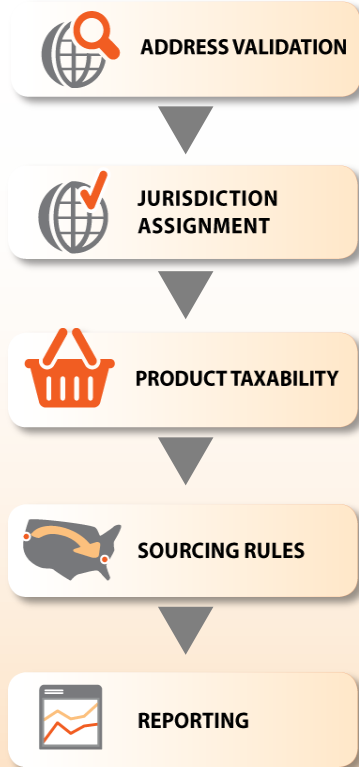 ADDRESS VALIDATION
JURISDICTION
ASSIGNMENT
PRODUCT TAXABILITY
SOURCING RULES
REPORTING